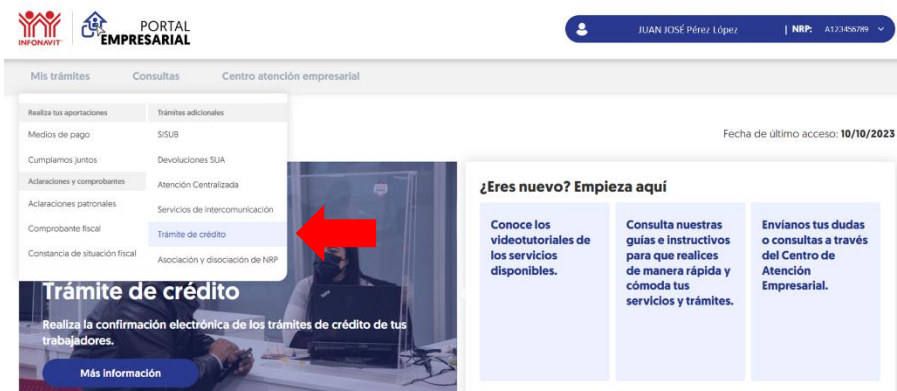 INFONAVIT
PORTAL
EMPRESARIAL
JUAN JOSÉ Pérez López | NRP: A123456789
Mis trámites Consultas Centro atención empresarial
Realiza tus aportaciones
Medios de pago
Cumplamos juntos
Aclaraciones y comprobantes
Aclaraciones patronales
Comprobante fiscal
Constancia de situación fiscal
Trámites adicionales
SISUB
Devoluciones SUA
Atención Centralizada
Servicios de intercomunicación
Trámite de crédito
Asociación y disociación de NRP
Fecha de último acceso: 10/10/2023
Trámite de crédito
Realiza la confirmación electrónica de los trámites de crédito de tus
trabajadores.
Más información
¿Eres nuevo? Empieza aquí
Conoce los
videotutoriales de
los servicios
disponibles.
Consulta nuestras
guías e instructivos
para que realices
de manera rápida y
cómoda tus
servicios y trámites.
Envíanos tus dudas
o consultas a través
del Centro de
Atención
Empresarial.